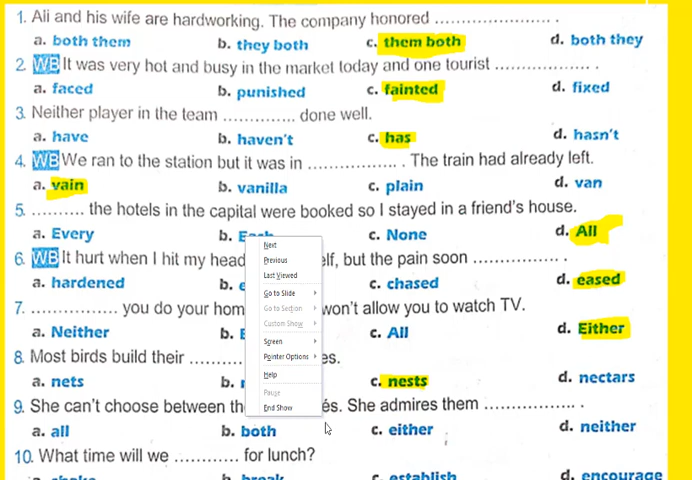 1. Ali and his wife are hardworking. The company honored ..................... .
a. both them b. they both c. them both d. both they
2. WB It was very hot and busy in the market today and one tourist ................. .
a. faced b. punished c. fainted d. fixed
3. Neither player in the team ............. done well.
a. have b. haven't c. has d. hasn't
4. WB We ran to the station but it was in ................ . The train had already left.
a. vain b. vanilla c. plain d. van
5. .......... the hotels in the capital were booked so I stayed in a friend's house.
a. Every b. c. None d. All
6. WB It hurt when I hit my head elf, but the pain soon ................ .
a. hardened b. c. chased d. eased
7. ................ you do your hom won't allow you to watch TV.
a. Neither b. c. All d. Either
8. Most birds build their .......... es.
a. nets b. c. nests d. nectars
9. She can't choose between th és. She admires them ................. .
a. all b. both c. either d. neither
10. What time will we ............ for lunch?
b. break c. establish d. encourage
Next
Previous
Last Viewed
Go to Slide
Go to Section
Custom Show
Screen
Pointer Options
Help
Pause
End Show